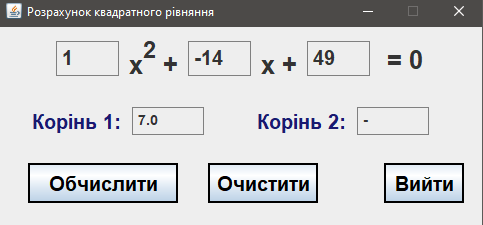 Розрахунок квадратного рівняння
1 x2 + -14 x + 49 = 0
Корінь 1: 7.0 Корінь 2: -
Обчислити Очистити Вийти